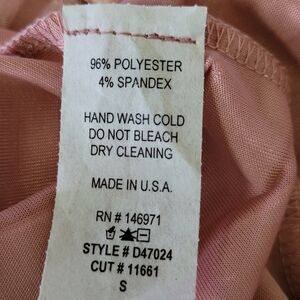 96% POLYESTER
4% SPANDEX
HAND WASH COLD
DO NOT BLEACH
DRY CLEANING
MADE IN U.S.A.
RN # 146971
STYLE # D47024
CUT # 11661
S